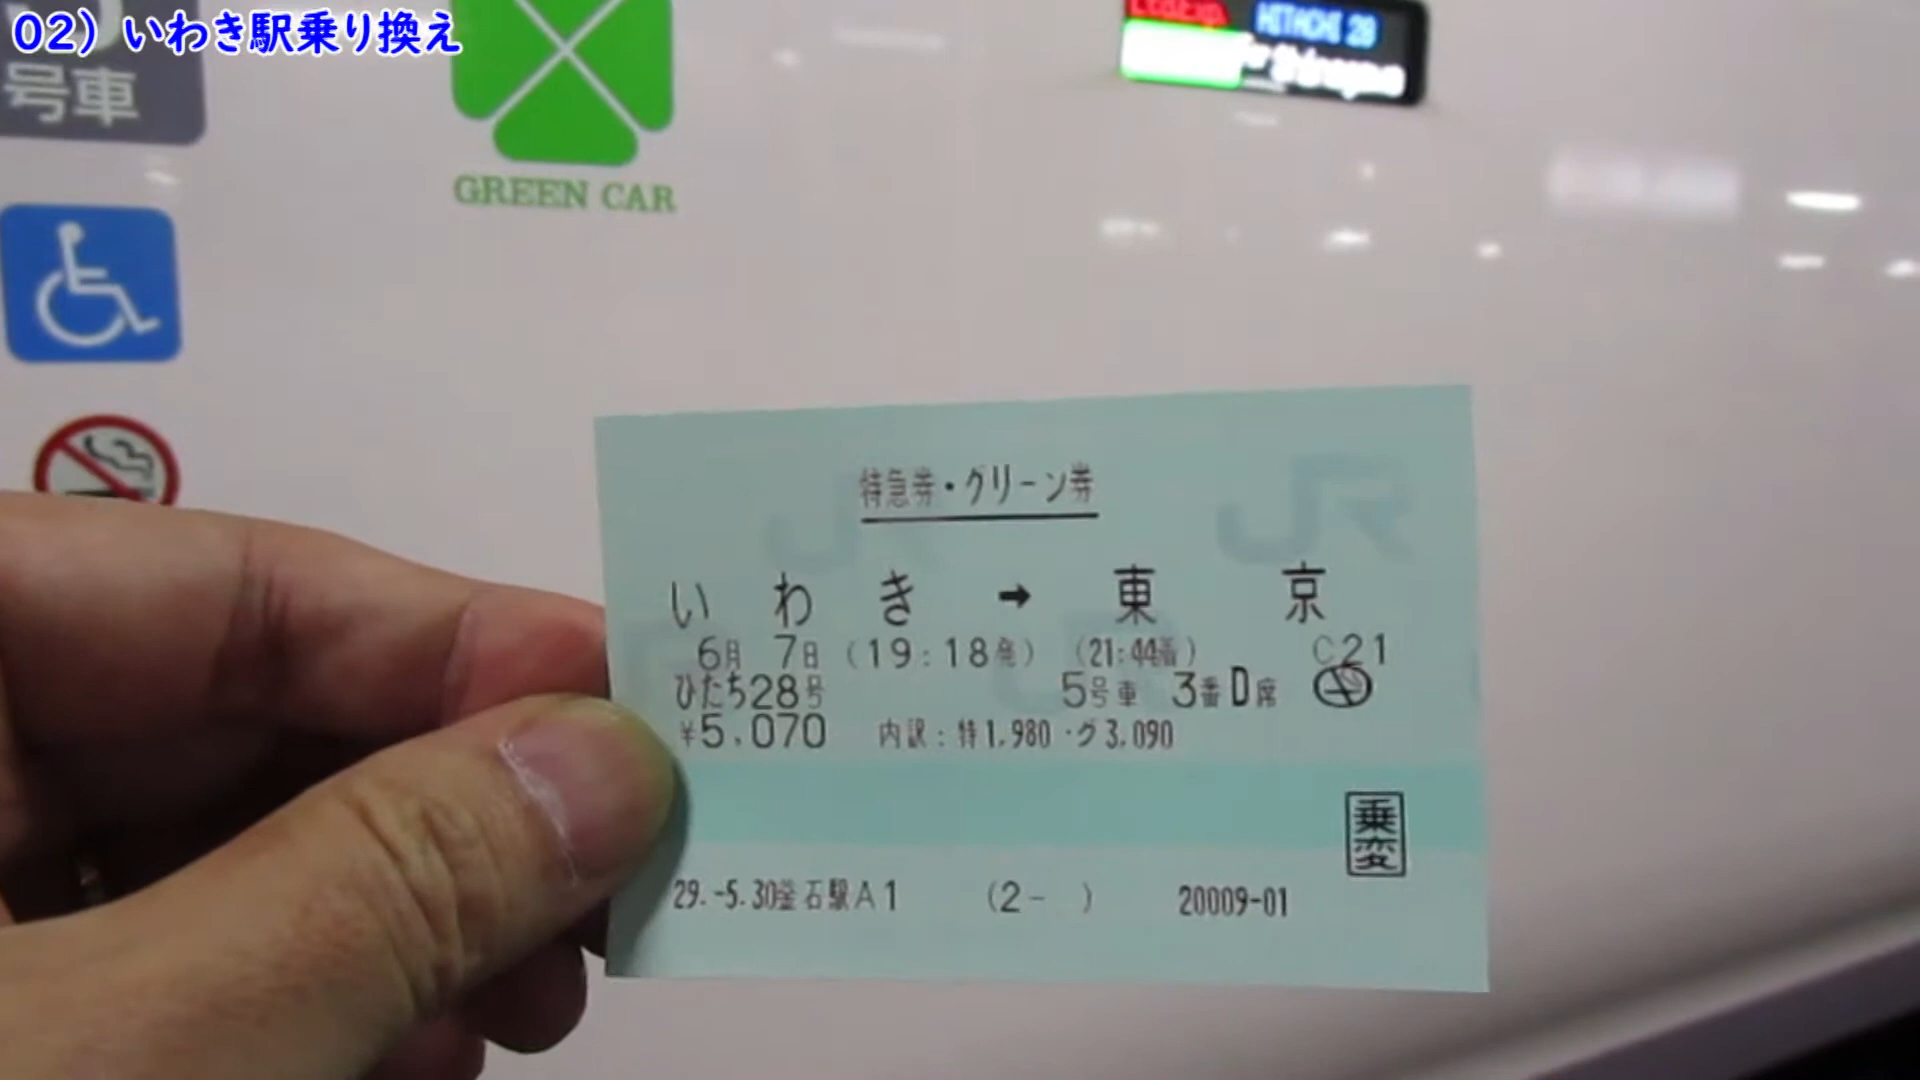 02) いわき駅乗り換え
号車
GREEN CAR
HITACHI 28
特急券・グリーン券
いわき → 東京
6月 7日 (19:18発) (21:44着) C21
ひたち28号 5号車 3番D席
¥5,070 内訳:特1,980・グ3,090
乗変
29.-5.30釜石駅A1 (2- ) 20009-01